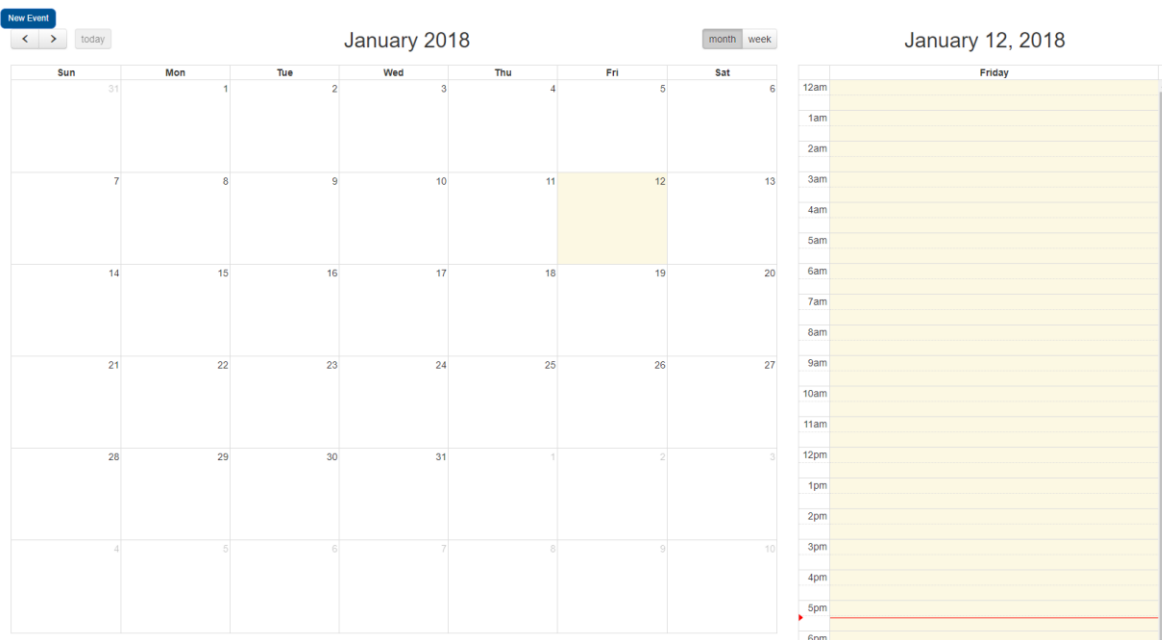 New Event
today
January 2018
month week
Sun Mon Tue Wed Thu Fri Sat
31 1 2 3 4 5 6
7 8 9 10 11 12 13
14 15 16 17 18 19 20
21 22 23 24 25 26 27
28 29 30 31 1 2 3
4 5 6 7 8 9 10
January 12, 2018
Friday
12am
1am
2am
3am
4am
5am
6am
7am
8am
9am
10am
11am
12pm
1pm
2pm
3pm
4pm
5pm
6pm